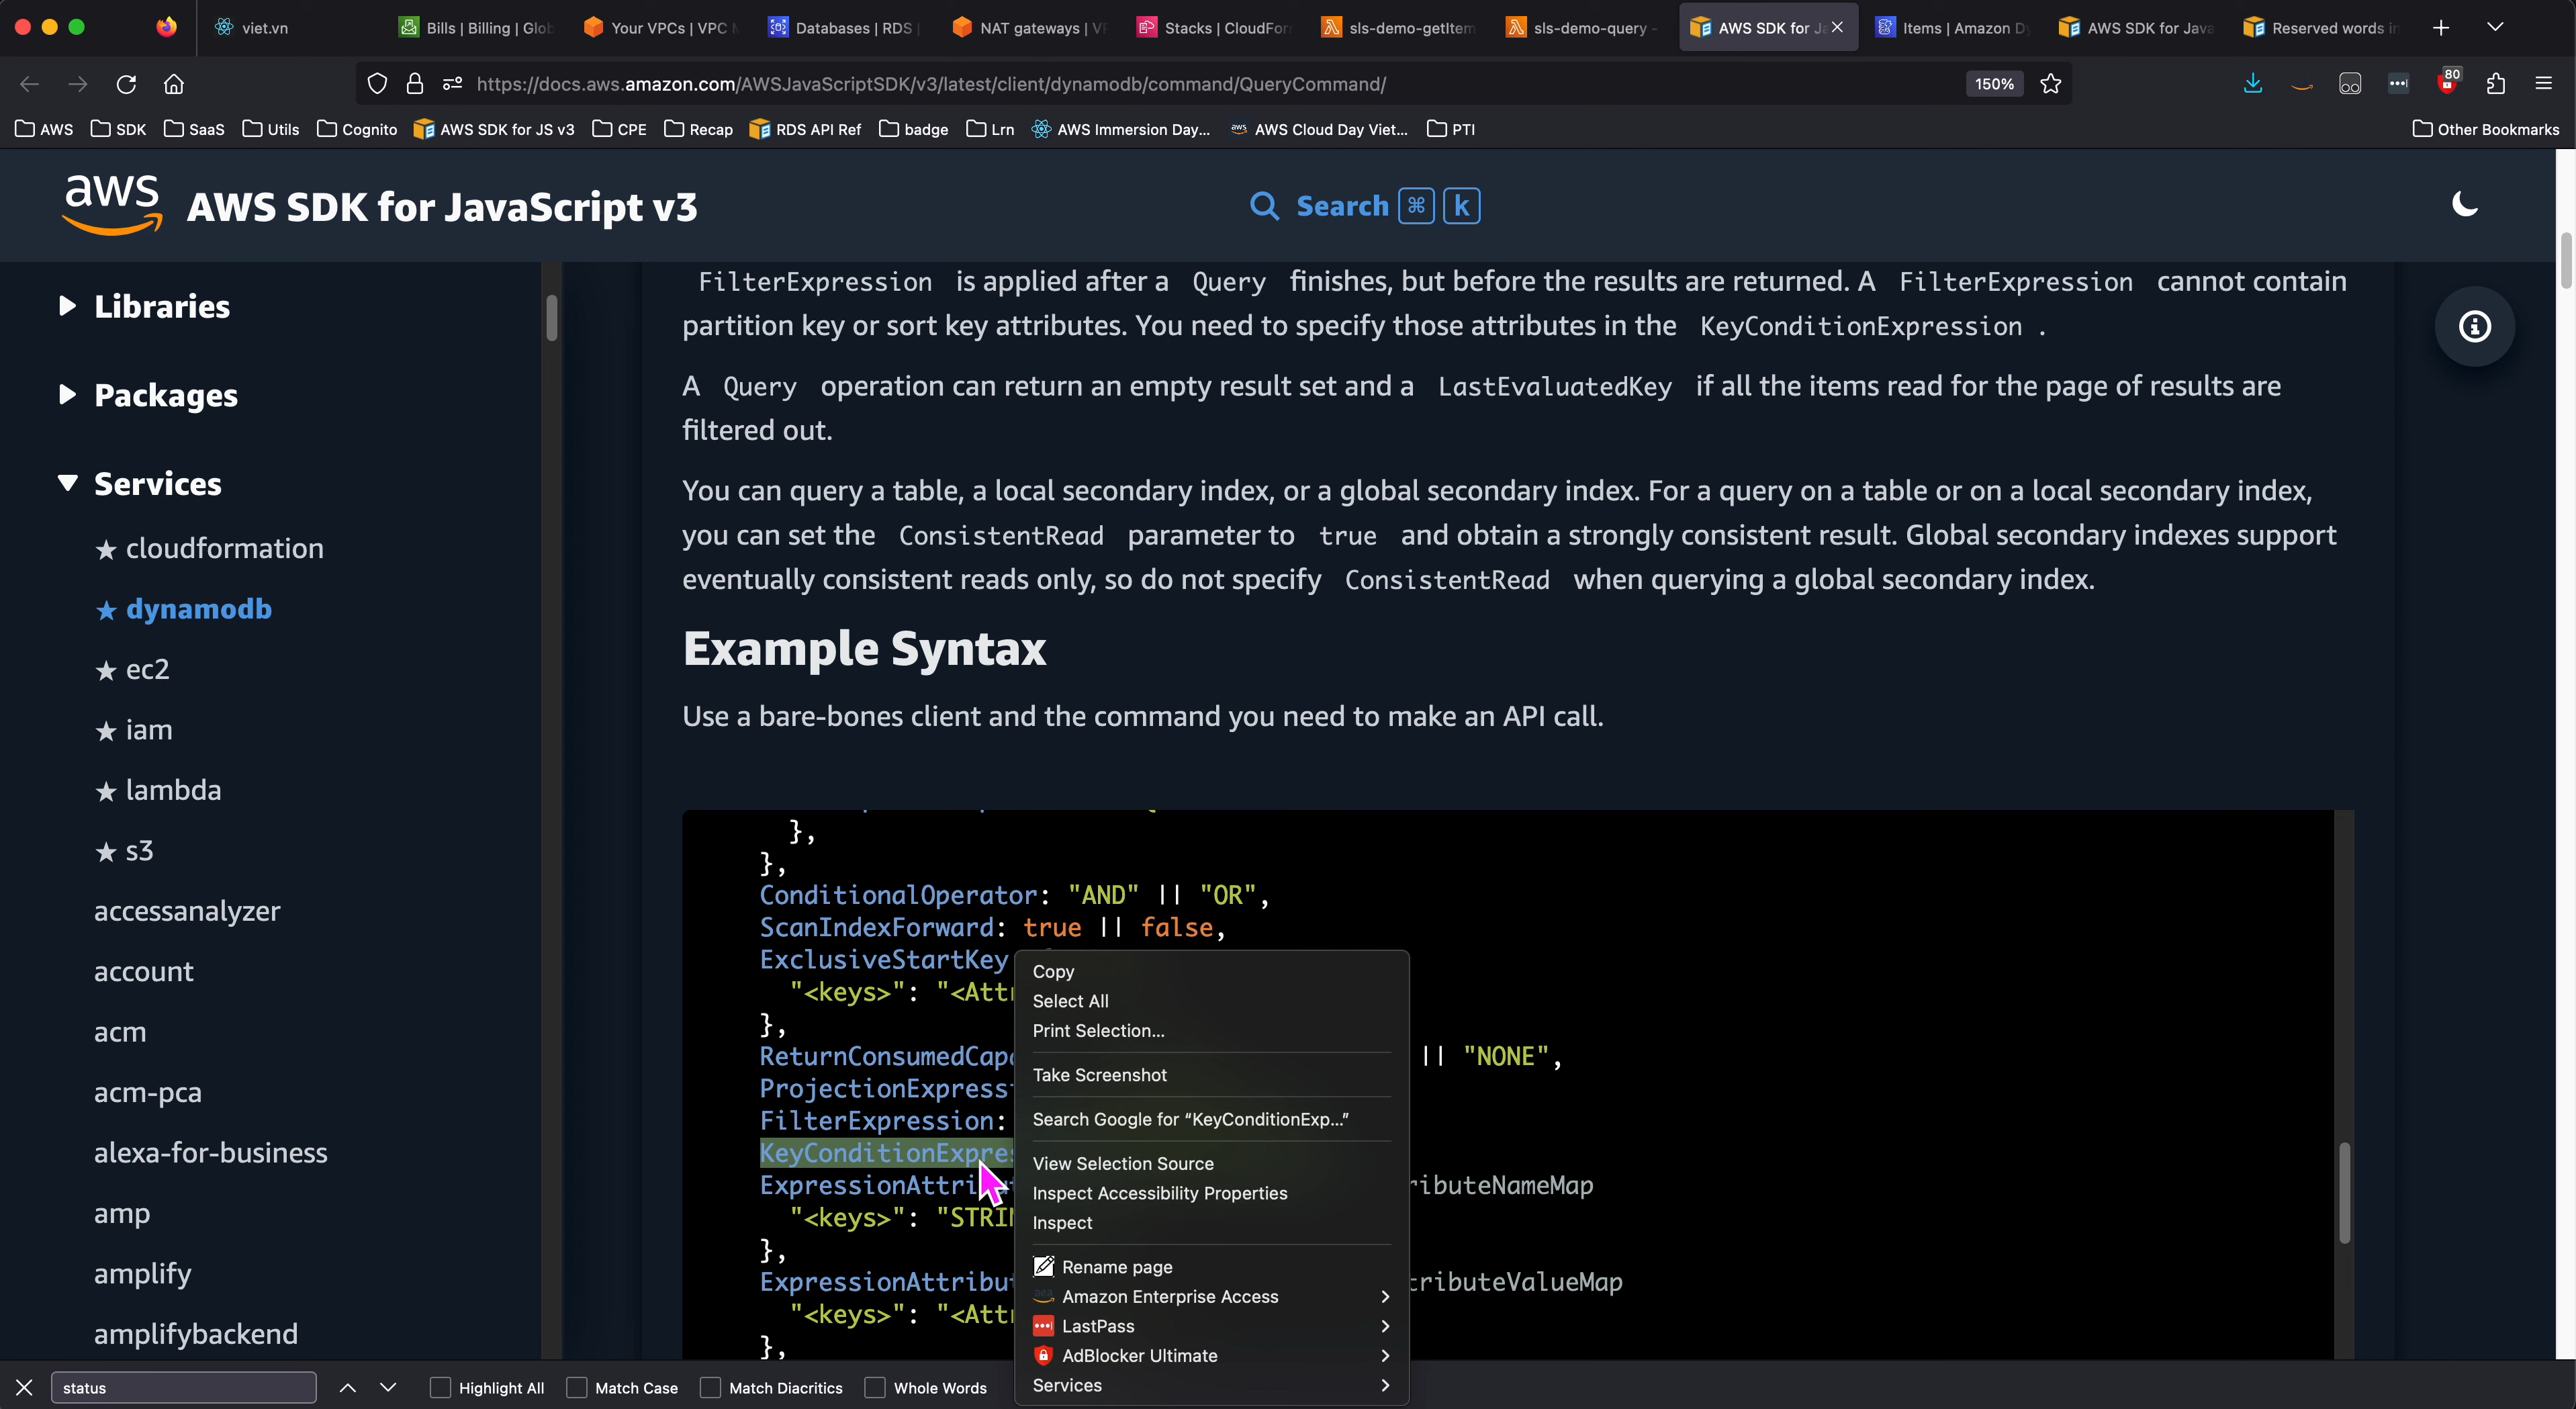 viet.vn
Bills | Billing | Glob
Your VPCs | VPC M
Databases | RDS |
NAT gateways | VP
Stacks | CloudForm
sls-demo-getItem
sls-demo-query -
AWS SDK for Ja
Items | Amazon Dy
AWS SDK for Java
Reserved words in
https://docs.aws.amazon.com/AWSJavaScriptSDK/v3/latest/client/dynamodb/command/QueryCommand/
150%
80
AWS
SDK
SaaS
Utils
Cognito
AWS SDK for JS v3
CPE
Recap
RDS API Ref
badge
Lrn
AWS Immersion Day...
aws
AWS Cloud Day Viet...
PTI
Other Bookmarks
aws
AWS SDK for JavaScript v3
Search ⌘ k
Libraries
Packages
Services
★ cloudformation
★ dynamodb
★ ec2
★ iam
★ lambda
★ s3
accessanalyzer
account
acm
acm-pca
alexa-for-business
amp
amplify
amplifybackend
FilterExpression is applied after a Query finishes, but before the results are returned. A FilterExpression cannot contain
partition key or sort key attributes. You need to specify those attributes in the KeyConditionExpression .
A Query operation can return an empty result set and a LastEvaluatedKey if all the items read for the page of results are
filtered out.
You can query a table, a local secondary index, or a global secondary index. For a query on a table or on a local secondary index,
you can set the ConsistentRead parameter to true and obtain a strongly consistent result. Global secondary indexes support
eventually consistent reads only, so do not specify ConsistentRead when querying a global secondary index.
Example Syntax
Use a bare-bones client and the command you need to make an API call.
},
},
ConditionalOperator: "AND" || "OR",
ScanIndexForward: true || false,
ExclusiveStartKey
"<keys>": "<Attr
},
ReturnConsumedCapa || "NONE",
ProjectionExpressi
FilterExpression:
KeyConditionExpres
ExpressionAttribut ributeNameMap
"<keys>": "STRIN
},
ExpressionAttribut tributeValueMap
"<keys>": "<Attr
},
Copy
Select All
Print Selection...
Take Screenshot
Search Google for “KeyConditionExp...”
View Selection Source
Inspect Accessibility Properties
Inspect
Rename page
Amazon Enterprise Access
LastPass
AdBlocker Ultimate
Services
status
Highlight All
Match Case
Match Diacritics
Whole Words